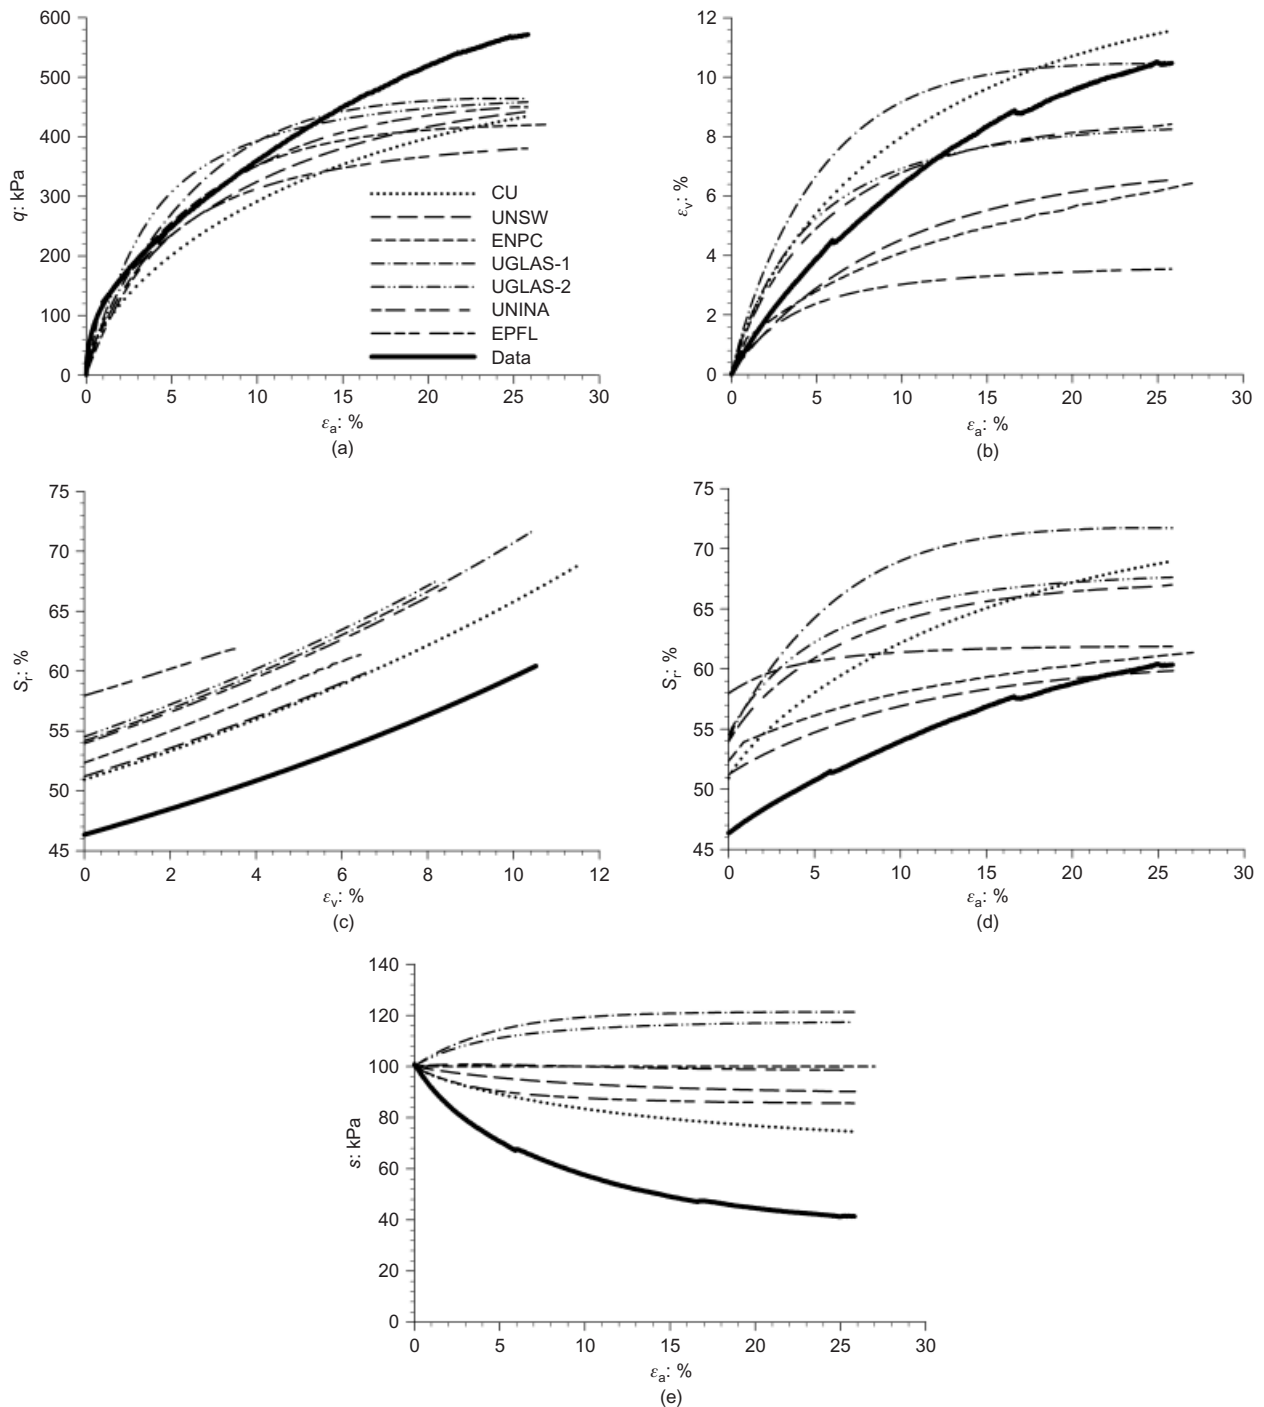 600
500
400
300
200
100
0
q: kPa
0 5 10 15 20 25 30
εa: %
(a)
CU
UNSW
ENPC
UGLAS-1
UGLAS-2
UNINA
EPFL
Data
12
10
8
6
4
2
0
εv: %
0 5 10 15 20 25 30
εa: %
(b)
75
70
65
60
55
50
45
Sr: %
0 2 4 6 8 10 12
εv: %
(c)
75
70
65
60
55
50
45
Sr: %
0 5 10 15 20 25 30
εa: %
(d)
140
120
100
80
60
40
20
0
s: kPa
0 5 10 15 20 25 30
εa: %
(e)